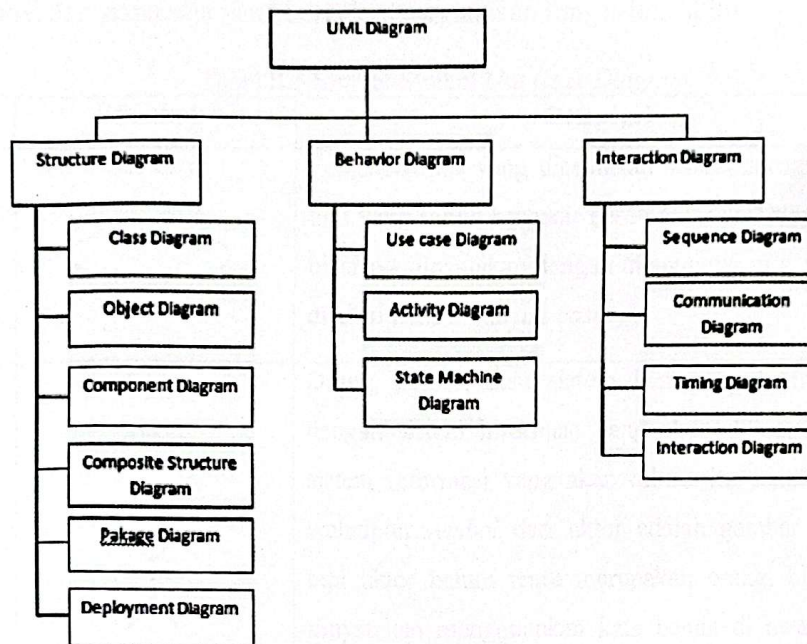 UML Diagram
Structure Diagram
Class Diagram
Object Diagram
Component Diagram
Composite Structure
Diagram
Pakage Diagram
Deployment Diagram
Behavior Diagram
Use case Diagram
Activity Diagram
State Machine
Diagram
Interaction Diagram
Sequence Diagram
Communication
Diagram
Timing Diagram
Interaction Diagram